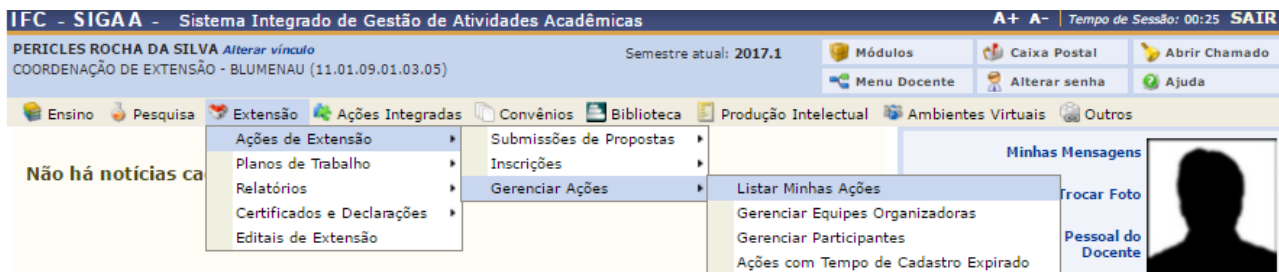 IFC - SIGAA - Sistema Integrado de Gestão de Atividades Acadêmicas A+ A- Tempo de Sessão: 00:25 SAIR
PERICLES ROCHA DA SILVA Alterar vínculo Semestre atual: 2017.1 Módulos Caixa Postal Abrir Chamado
COORDENAÇÃO DE EXTENSÃO - BLUMENAU (11.01.09.01.03.05) Menu Docente Alterar senha Ajuda
Ensino Pesquisa Extensão Ações Integradas Convênios Biblioteca Produção Intelectual Ambientes Virtuais Outros
Ações de Extensão Submissões de Propostas
Minhas Mensagens
Planos de Trabalho Inscrições
Não há notícias ca
Relatórios Gerenciar Ações Listar Minhas Ações Trocar Foto
Certificados e Declarações Gerenciar Equipes Organizadoras
Editais de Extensão Gerenciar Participantes Pessoal do
Docente
Ações com Tempo de Cadastro Expirado